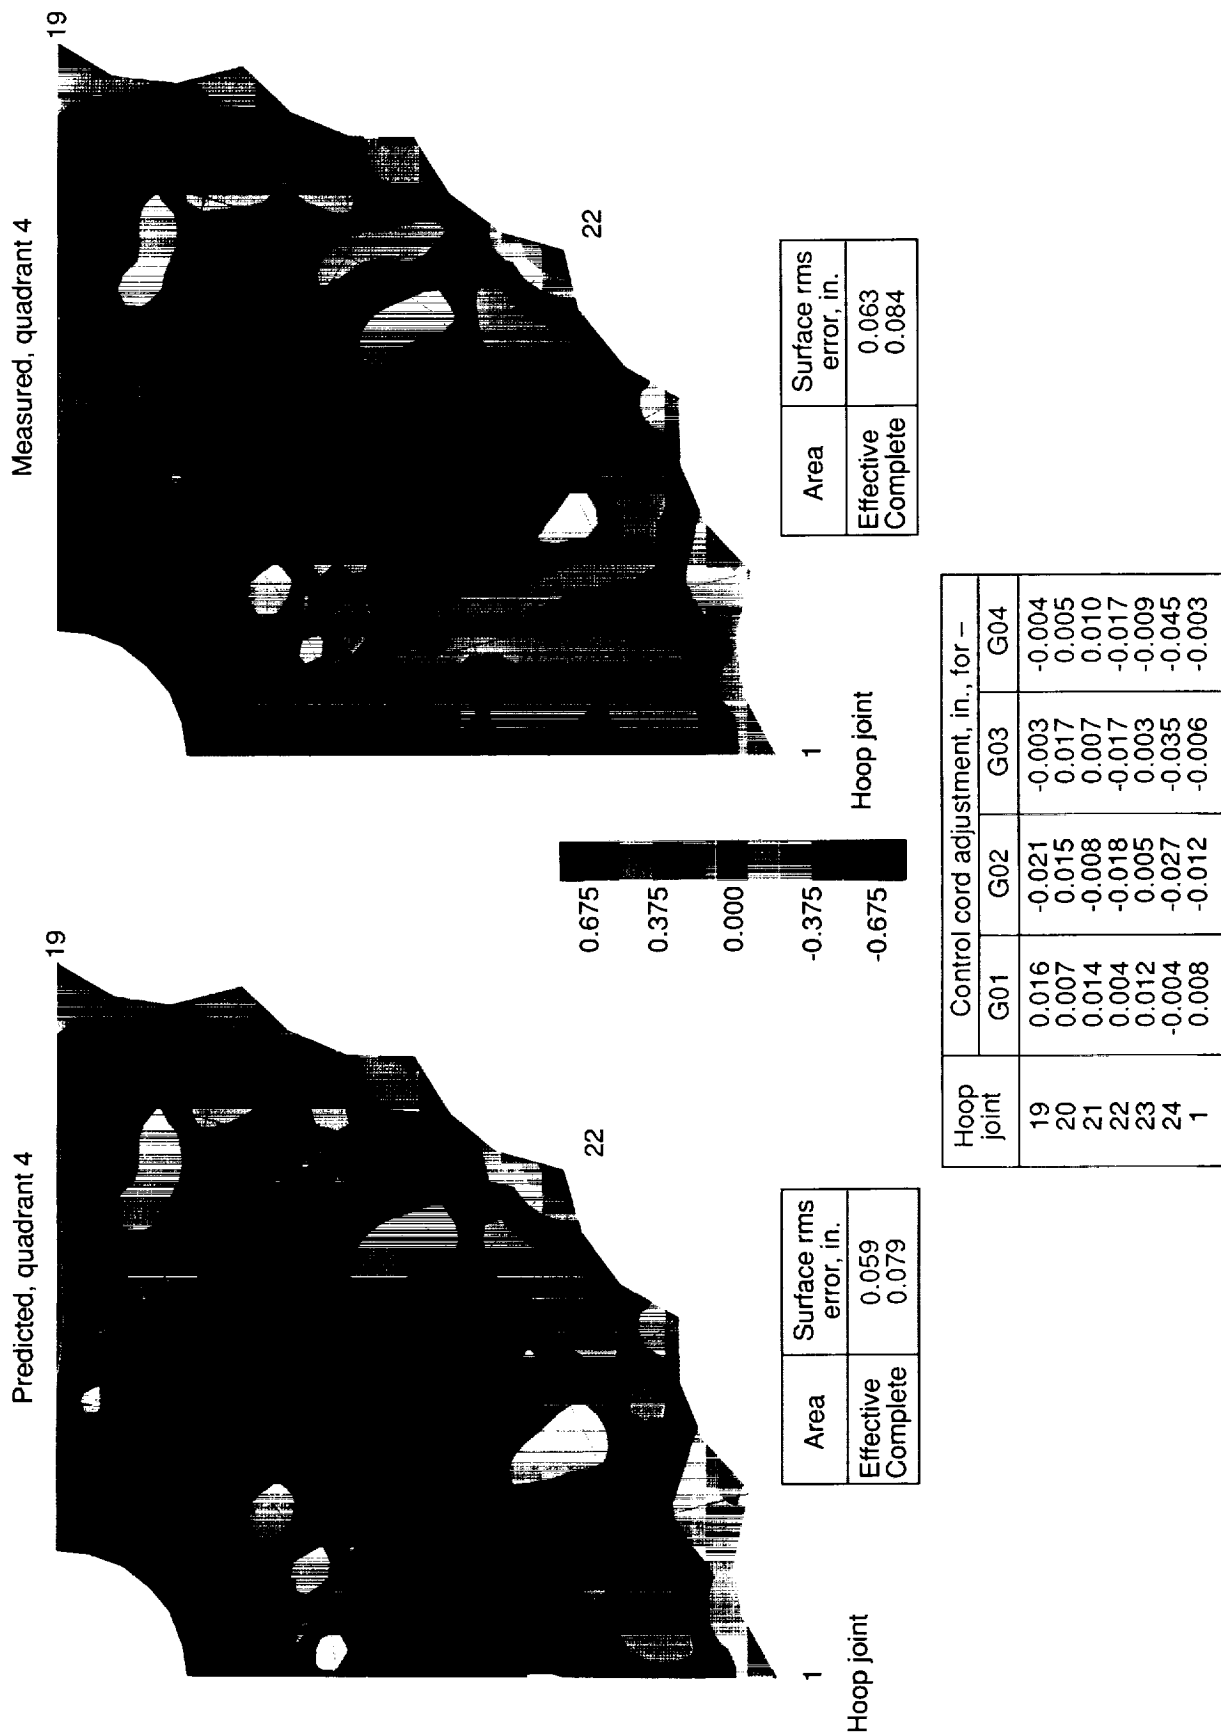 Predicted, quadrant 4
19
22
1
Hoop joint
Area Surface rms
error, in.
Effective 0.059
Complete 0.079
0.675
0.375
0.000
-0.375
-0.675
Measured, quadrant 4
19
22
1
Hoop joint
Area Surface rms
error, in.
Effective 0.063
Complete 0.084
Hoop Control cord adjustment, in., for –
joint G01 G02 G03 G04
19 0.016 -0.021 -0.003 -0.004
20 0.007 0.015 0.017 0.005
21 0.014 -0.008 0.007 0.010
22 0.004 -0.018 -0.017 -0.017
23 0.012 0.005 0.003 -0.009
24 -0.004 -0.027 -0.035 -0.045
1 0.008 -0.012 -0.006 -0.003